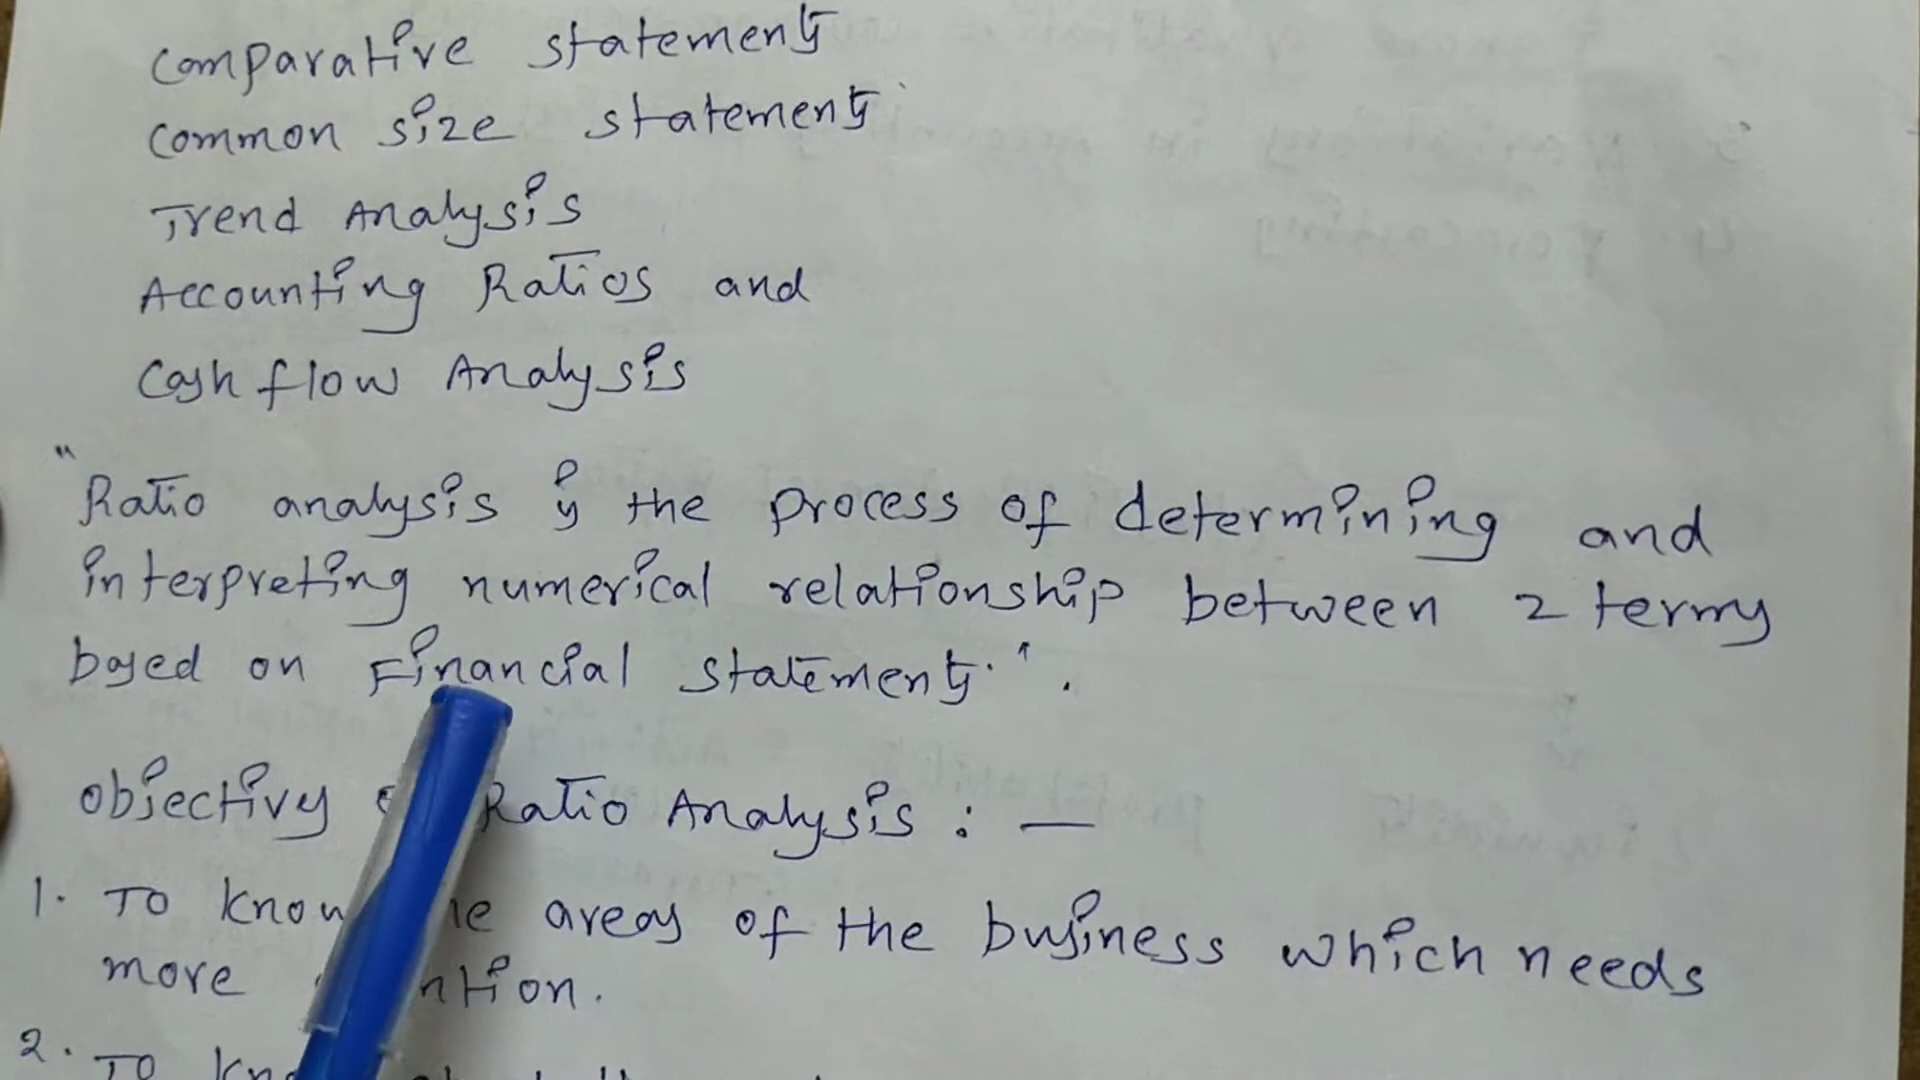 Comparative statements
Common size statements
Trend Analysis
Accounting Ratios and
Cash flow Analysis
"Ratio analysis is the process of determining and
interpreting numerical relationship between 2 terms
based on Financial statements".
Objectives Ratio Analysis : —
1. To know areas of the business which needs
more
2. To